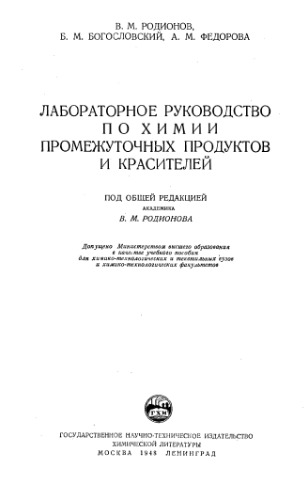 В. М. РОДИОНОВ,
Б. М. БОГОСЛОВСКИЙ, А. М. ФЕДОРОВА
ЛАБОРАТОРНОЕ РУКОВОДСТВО
ПО ХИМИИ
ПРОМЕЖУТОЧНЫХ ПРОДУКТОВ
И КРАСИТЕЛЕЙ
ПОД ОБЩЕЙ РЕДАКЦИЕЙ
АКАДЕМИКА
В. М. РОДИОНОВА
Допущено Министерством высшего образования
в качестве учебного пособия
для химико-технологических и текстильных вузов
и химико-технологических факультетов
ГОСУДАРСТВЕННОЕ НАУЧНО-ТЕХНИЧЕСКОЕ ИЗДАТЕЛЬСТВО
ХИМИЧЕСКОЙ ЛИТЕРАТУРЫ
МОСКВА 1948 ЛЕНИНГРАД